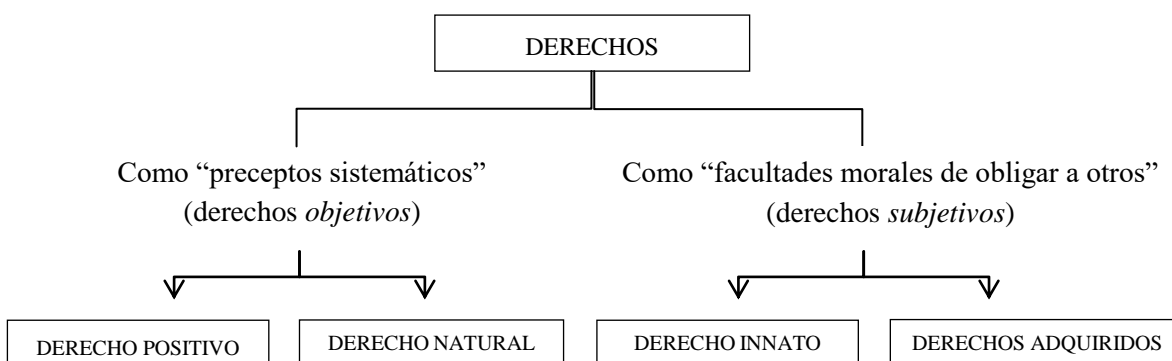 DERECHOS
Como “preceptos sistemáticos”
(derechos objetivos)
Como “facultades morales de obligar a otros”
(derechos subjetivos)
DERECHO POSITIVO
DERECHO NATURAL
DERECHO INNATO
DERECHOS ADQUIRIDOS